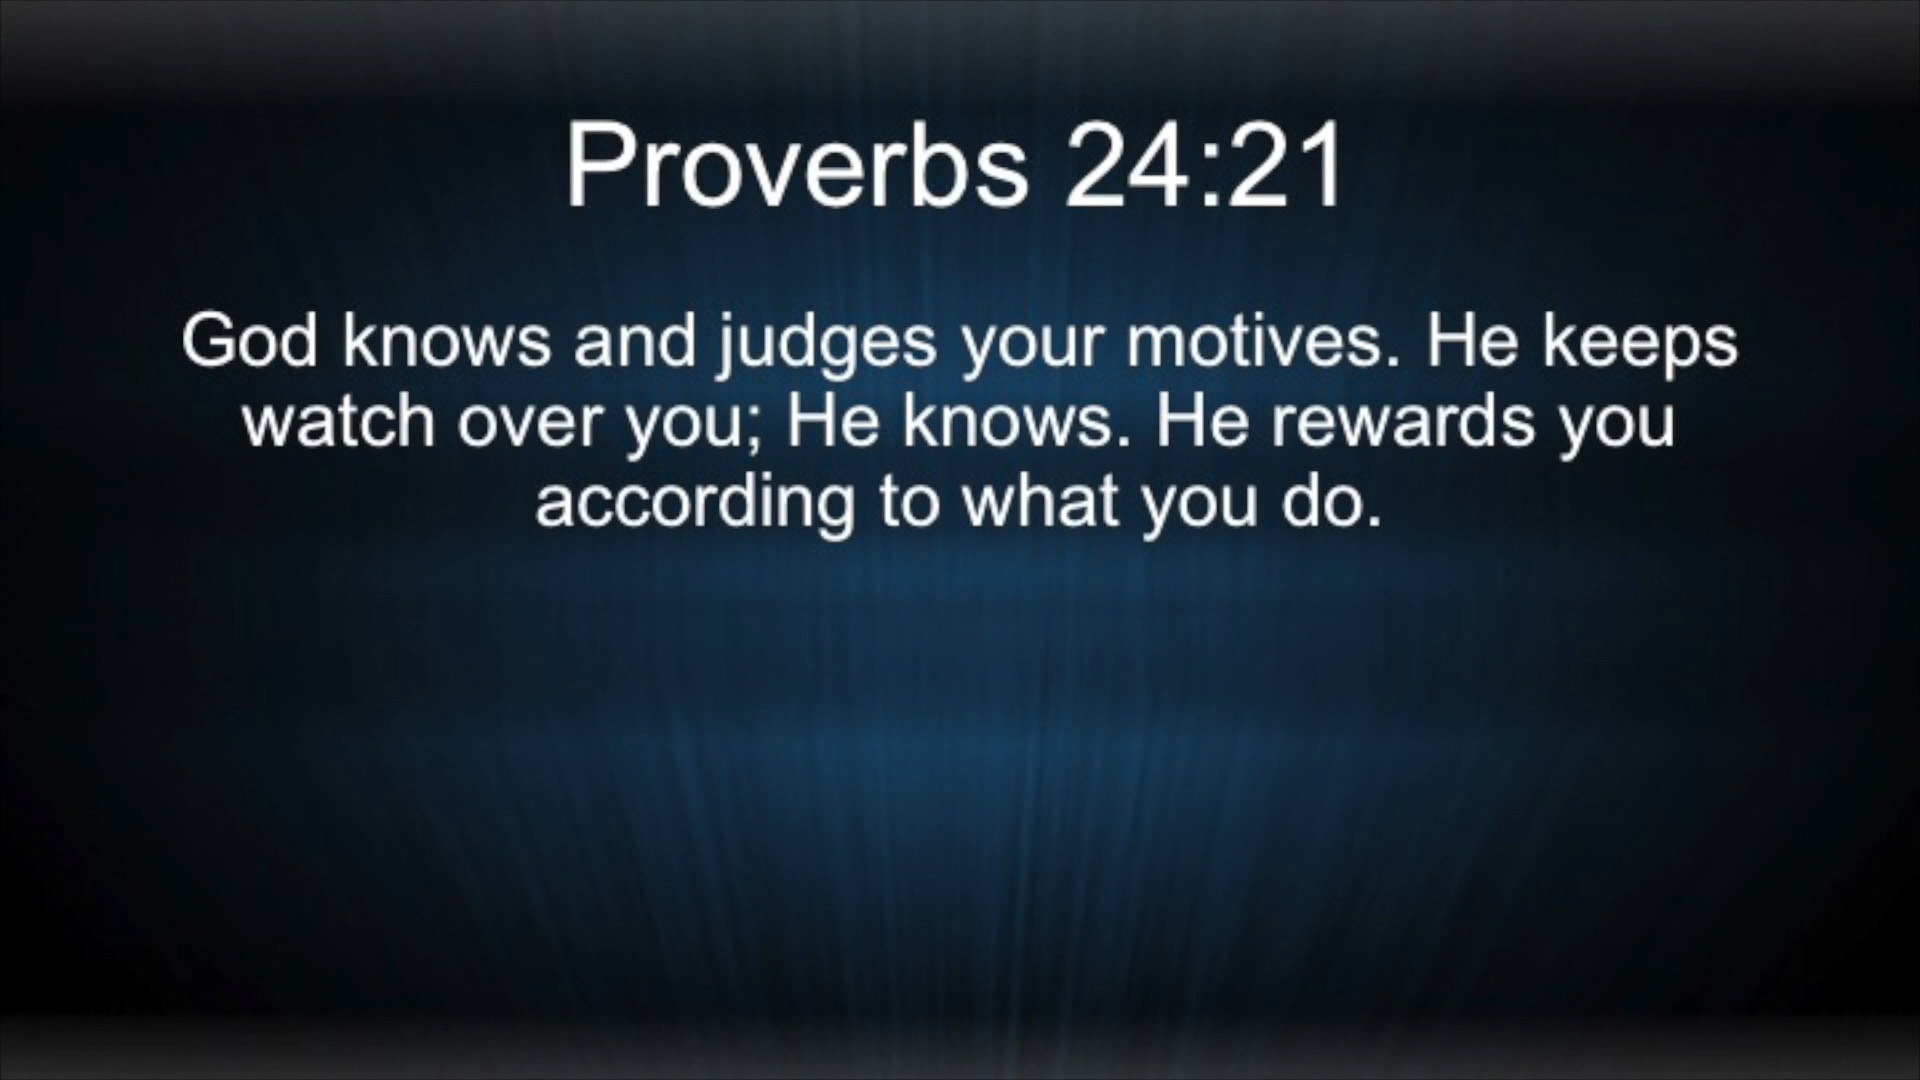 Proverbs 24:21
God knows and judges your motives. He keeps
watch over you; He knows. He rewards you
according to what you do.